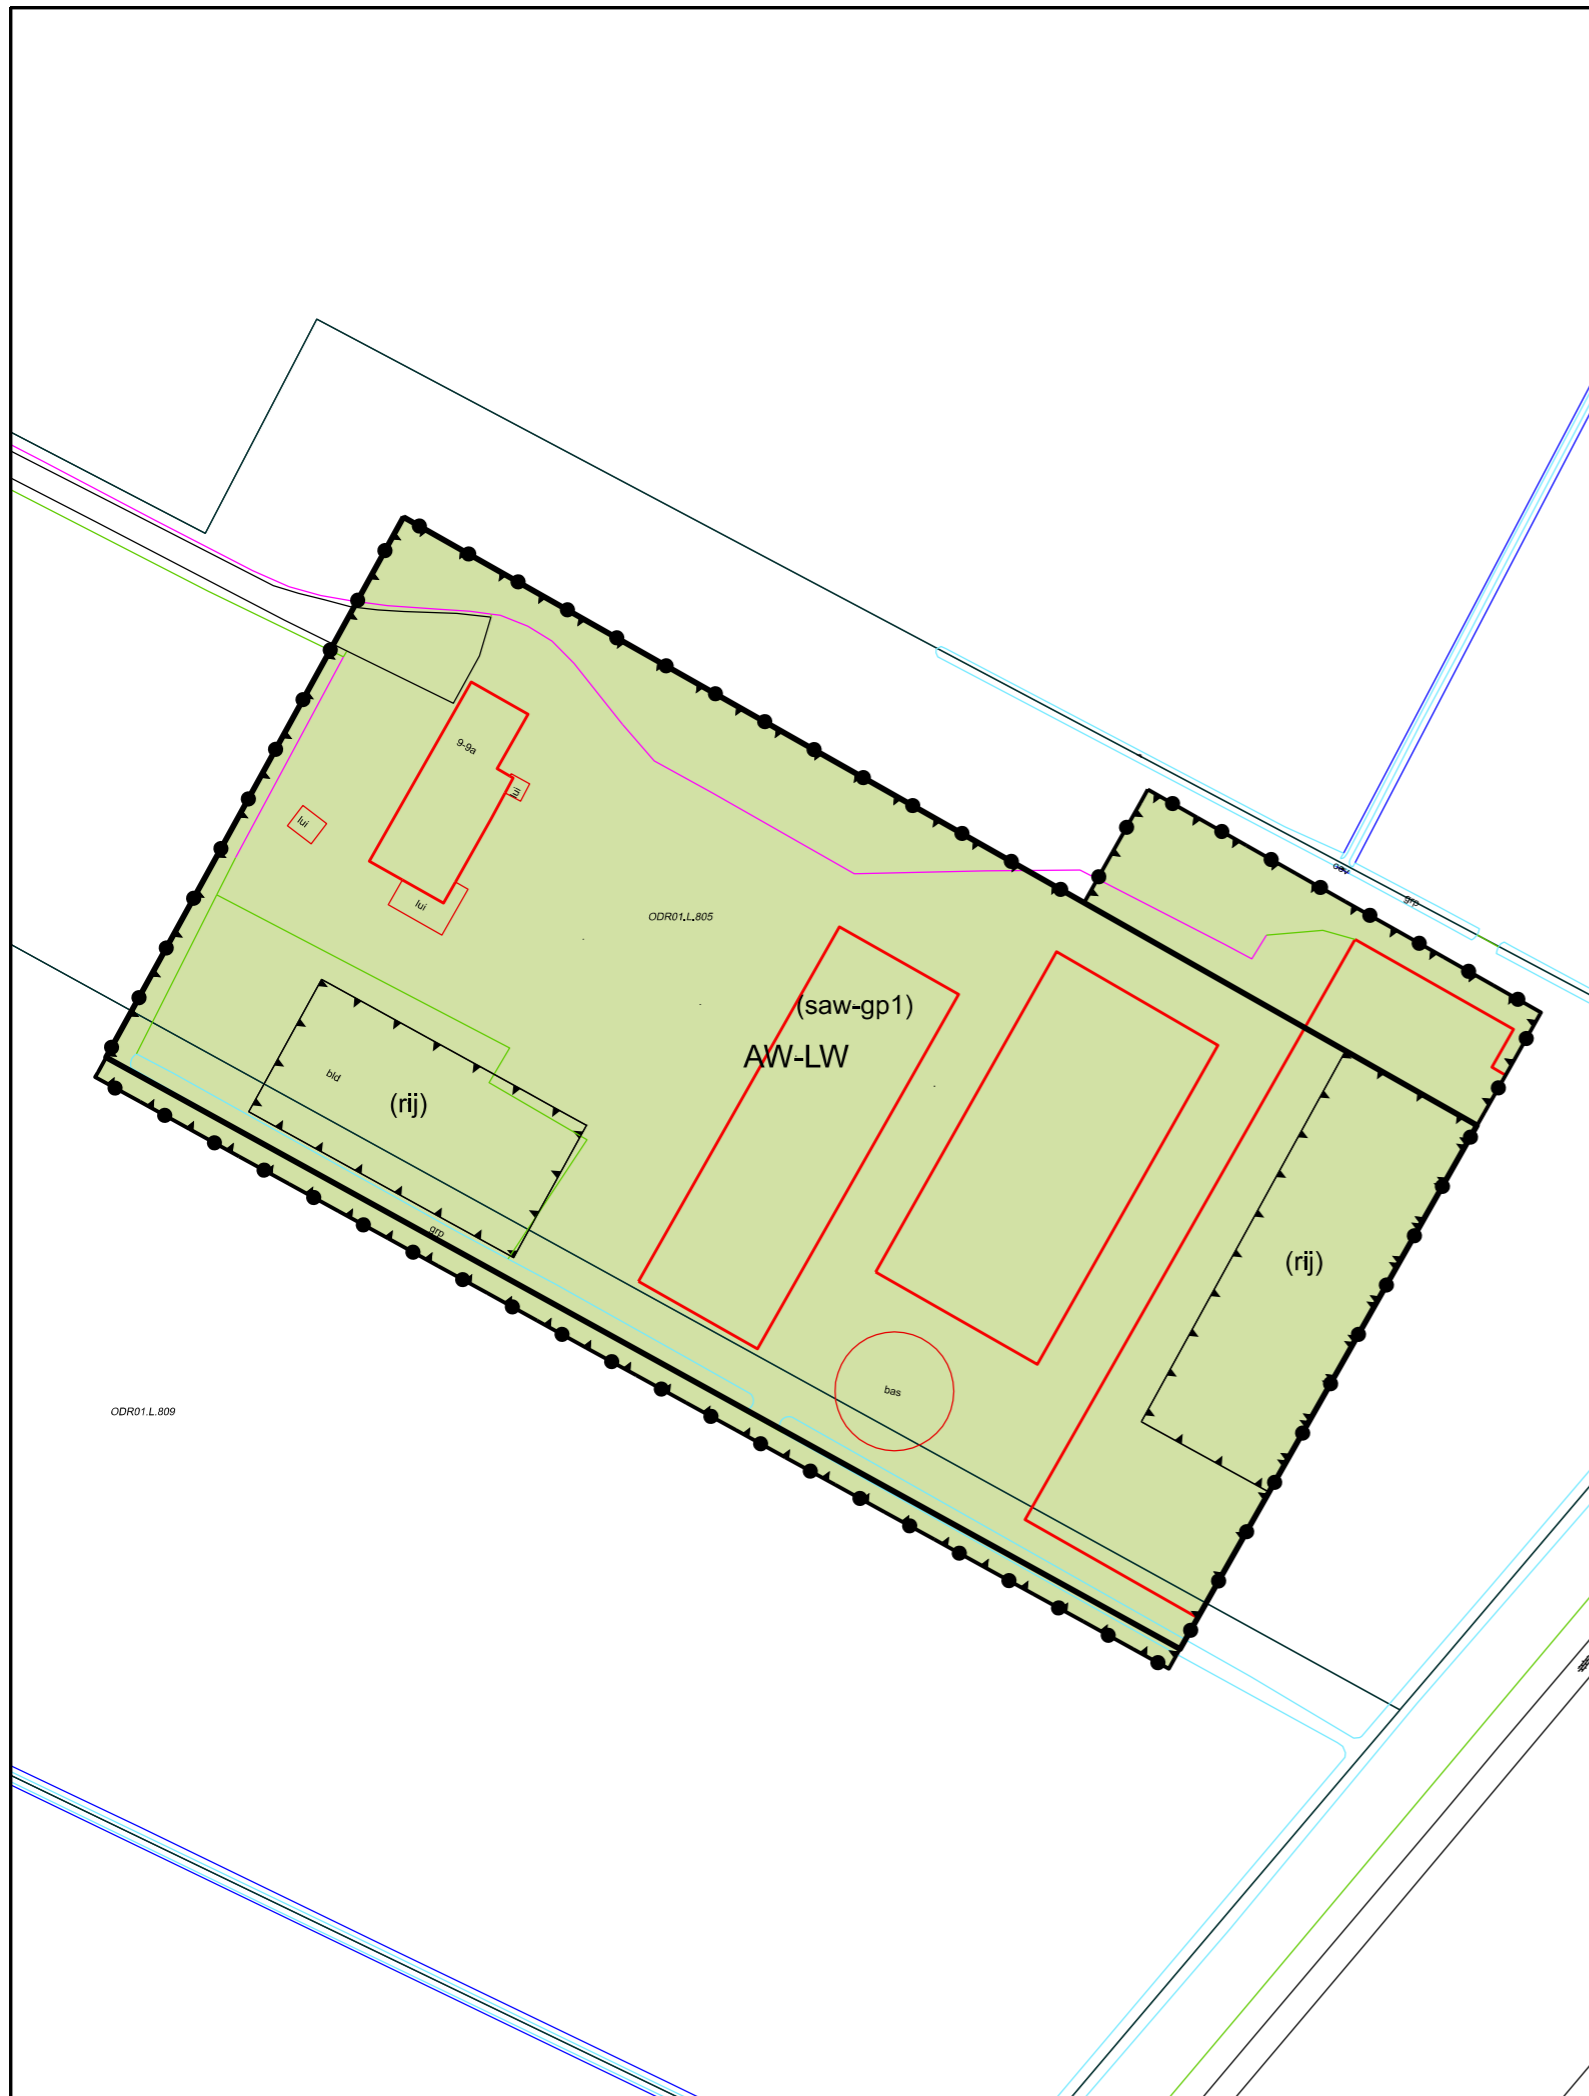 9-9a
lui
lui
lui
grp
ODR01.L.805
(saw-gp1)
AW-LW
bld
(rij)
grp
(rij)
bas
ODR01.L.809